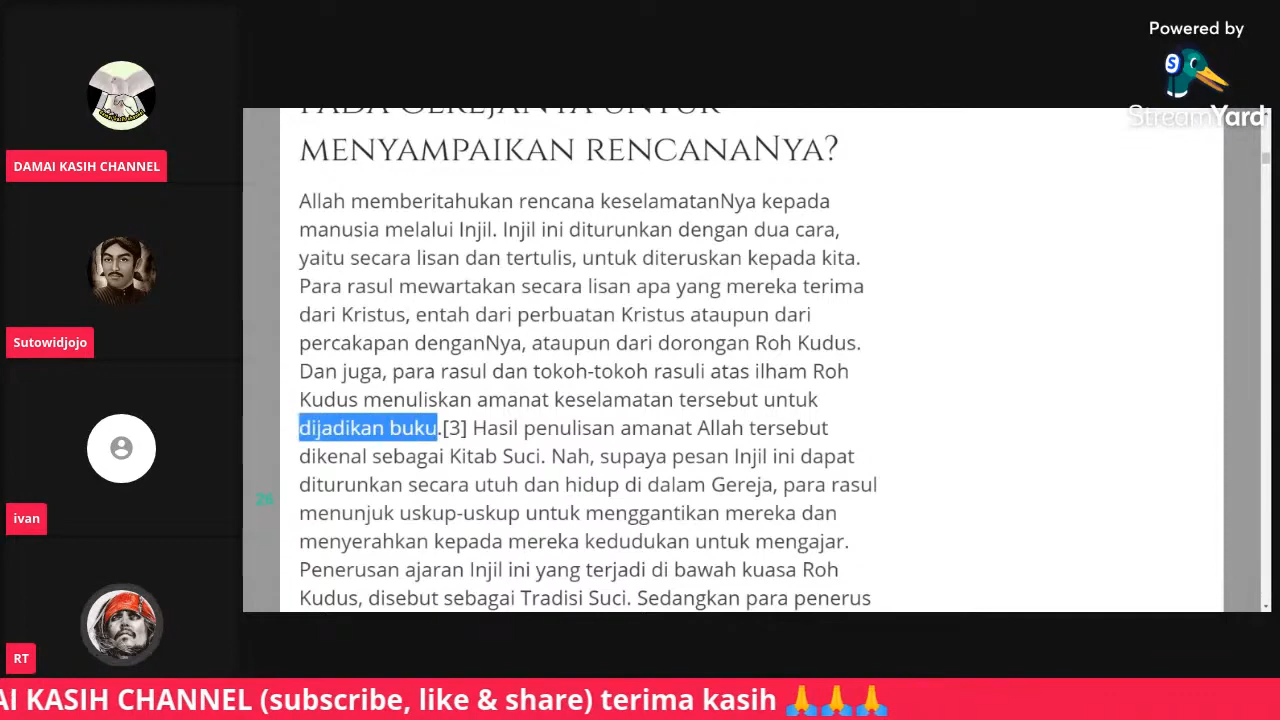 Powered by
S
StreamYard
DAMAI KASIH CHANNEL
Sutowidjojo
ivan
RT
PADA GEREJANYA UNTUK
MENYAMPAIKAN RENCANANYA?
Allah memberitahukan rencana keselamatanNya kepada
manusia melalui Injil. Injil ini diturunkan dengan dua cara,
yaitu secara lisan dan tertulis, untuk diteruskan kepada kita.
Para rasul mewartakan secara lisan apa yang mereka terima
dari Kristus, entah dari perbuatan Kristus ataupun dari
percakapan denganNya, ataupun dari dorongan Roh Kudus.
Dan juga, para rasul dan tokoh-tokoh rasuli atas ilham Roh
Kudus menuliskan amanat keselamatan tersebut untuk
dijadikan buku.[3] Hasil penulisan amanat Allah tersebut
dikenal sebagai Kitab Suci. Nah, supaya pesan Injil ini dapat
diturunkan secara utuh dan hidup di dalam Gereja, para rasul
menunjuk uskup-uskup untuk menggantikan mereka dan
menyerahkan kepada mereka kedudukan untuk mengajar.
Penerusan ajaran Injil ini yang terjadi di bawah kuasa Roh
Kudus, disebut sebagai Tradisi Suci. Sedangkan para penerus
26
AI KASIH CHANNEL (subscribe, like & share) terima kasih 🙏🙏🙏